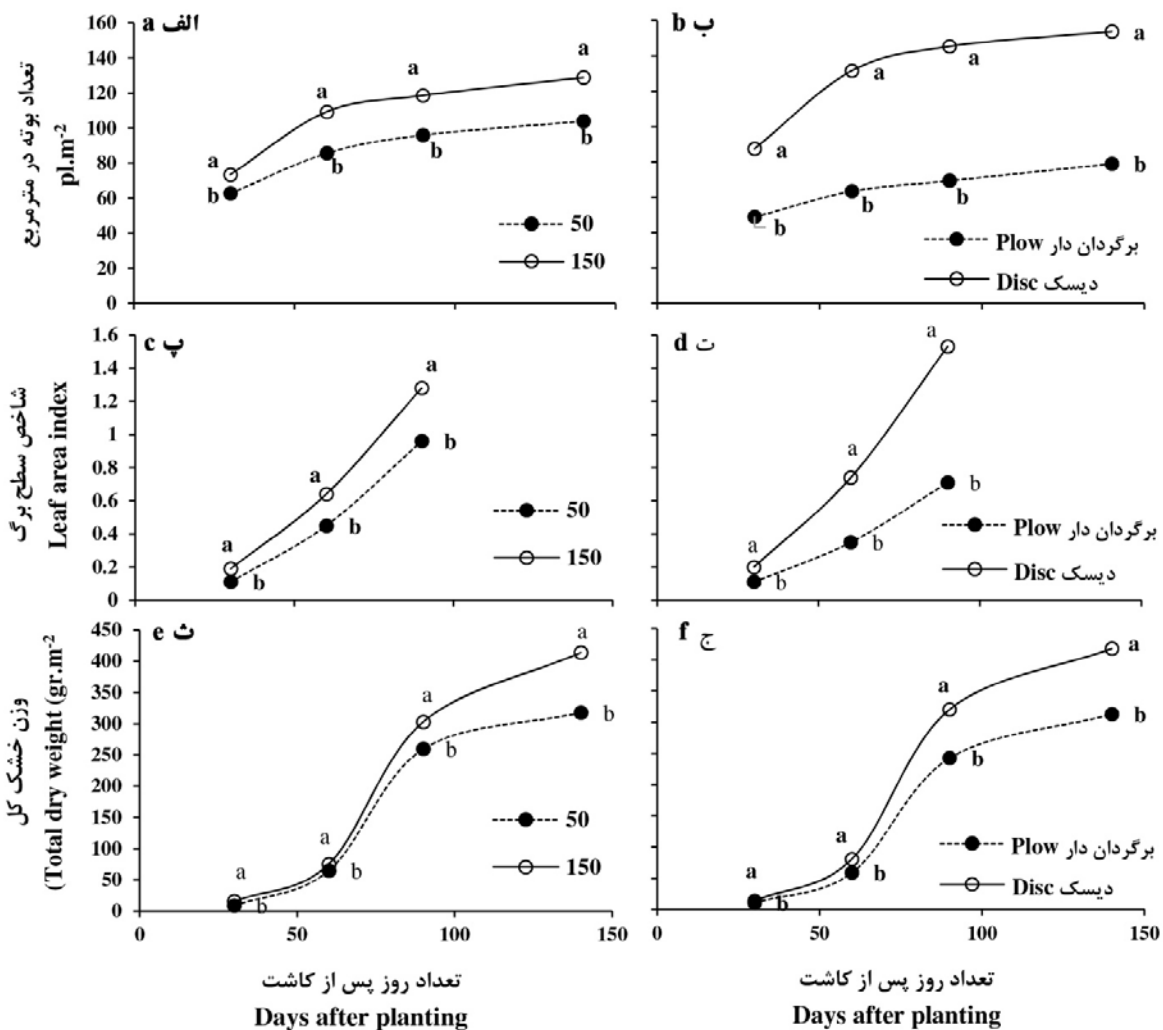 الف a
160
140
120
100
80
60
40
20
0
تعداد بوته در مترمربع
pl.m-2
a
a
a
a
b
b
b
b
50
150
0
50
100
150
ب b
a
a
a
a
b
b
b
b
برگردان دار Plow
دیسک Disc
پ c
1.6
1.4
1.2
1
0.8
0.6
0.4
0.2
0
شاخص سطح برگ
Leaf area index
a
a
a
b
b
b
50
150
ت d
a
a
a
b
b
b
برگردان دار Plow
دیسک Disc
ث e
450
400
350
300
250
200
150
100
50
0
وزن خشک کل
(Total dry weight (gr.m-2
a
a
a
a
b
b
b
b
50
150
0
50
100
150
تعداد روز پس از کاشت
Days after planting
ج f
a
a
a
a
b
b
b
b
برگردان دار Plow
دیسک Disc
0
50
100
150
تعداد روز پس از کاشت
Days after planting